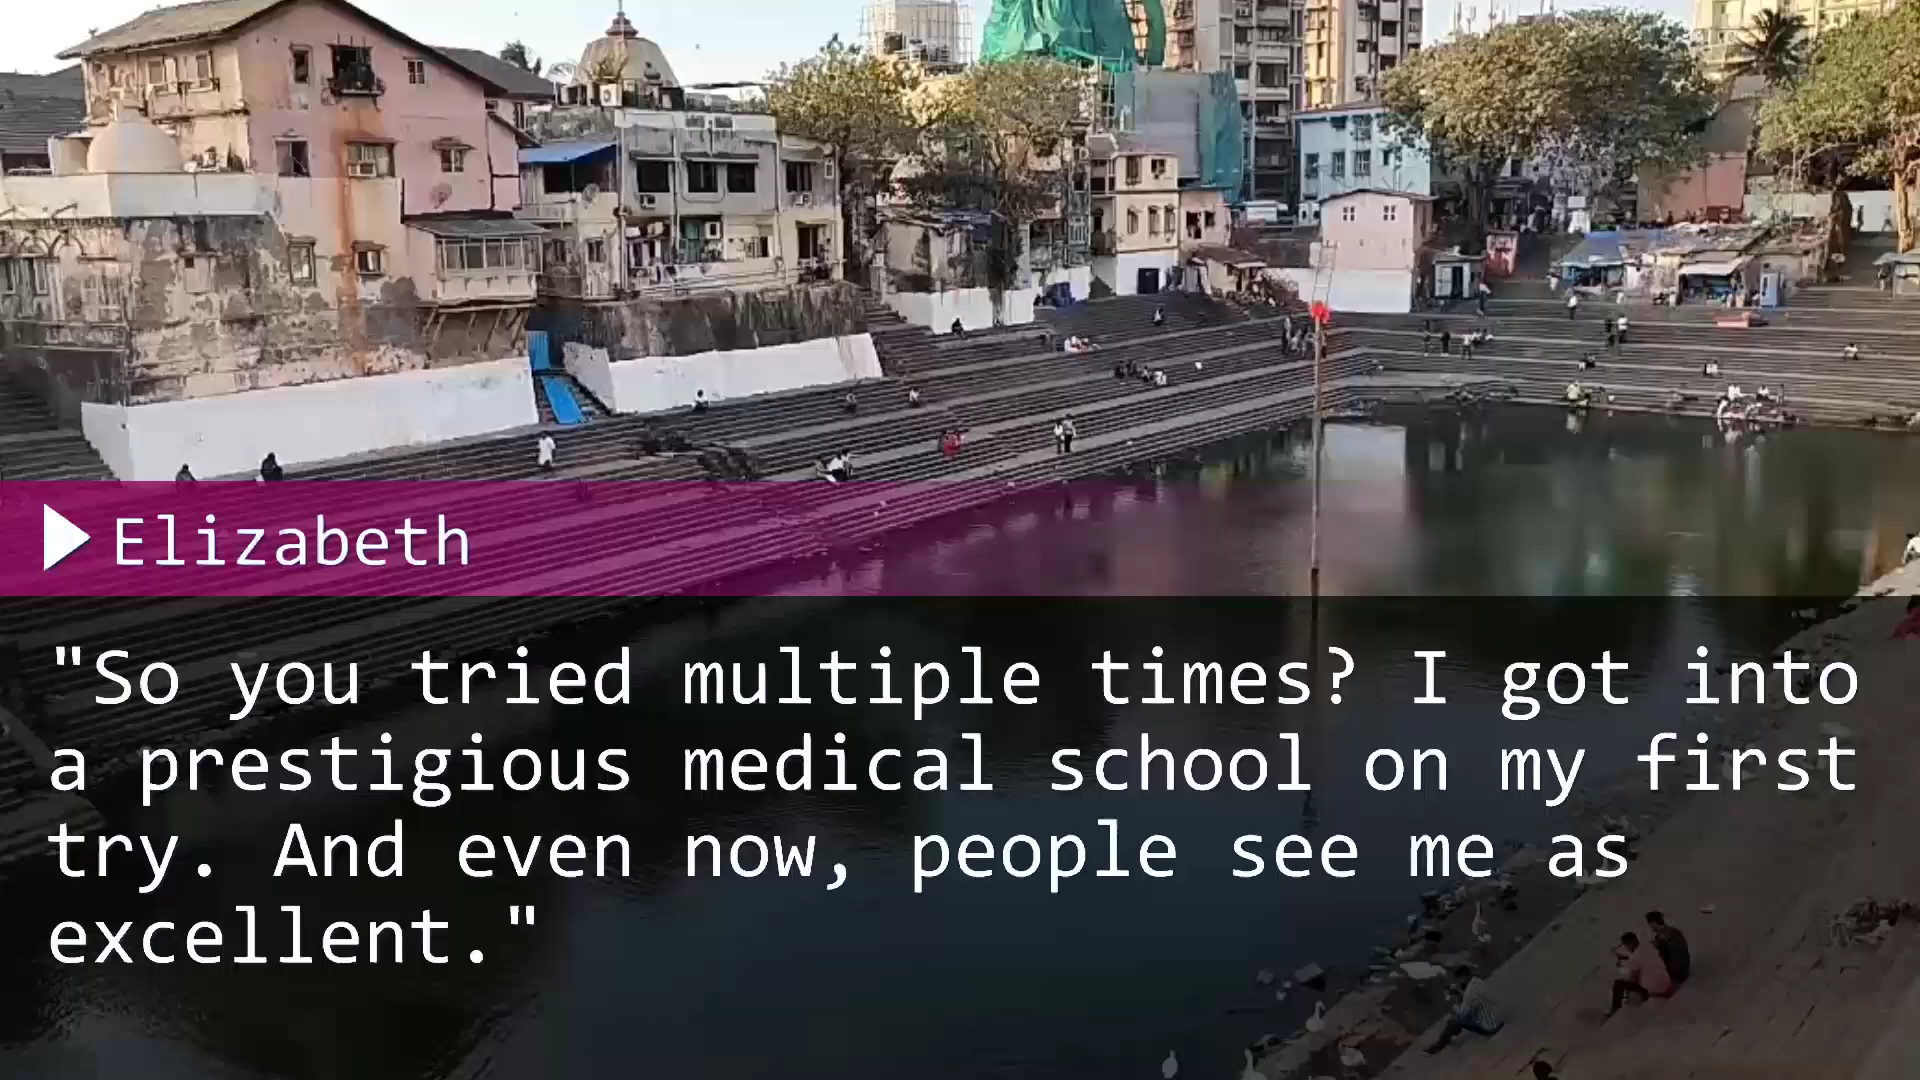 Elizabeth
"So you tried multiple times? I got into
a prestigious medical school on my first
try. And even now, people see me as
excellent."